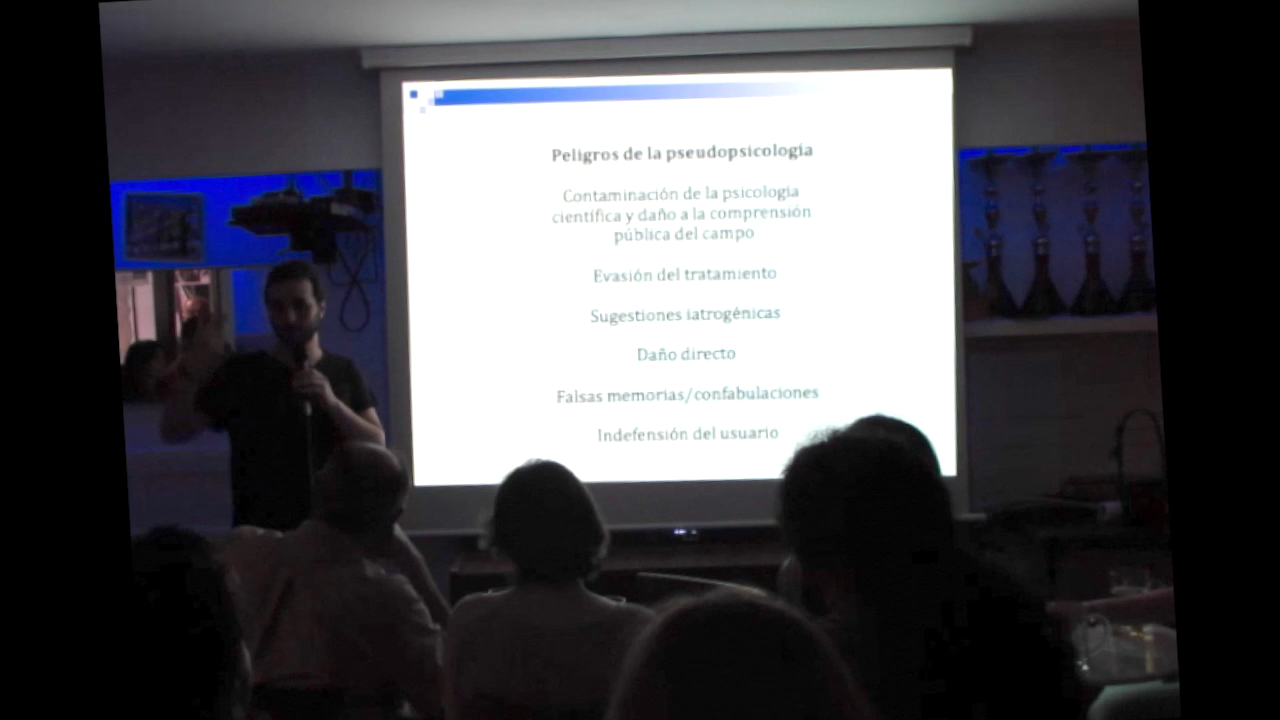 Peligros de la pseudopsicología
Contaminación de la psicología
científica y daño a la comprensión
pública del campo
Evasión del tratamiento
Sugestiones iatrogénicas
Daño directo
Falsas memorias/confabulaciones
Indefensión del usuario